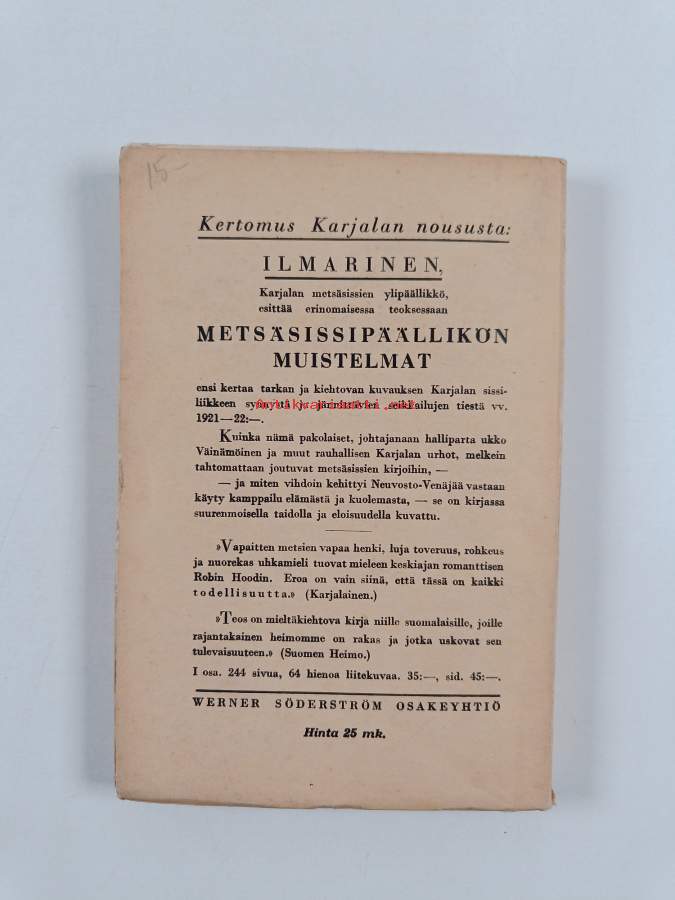 15-
Kertomus Karjalan noususta:
ILMARINEN,
Karjalan metsäsissien ylipäällikkö,
esittää erinomaisessa teoksessaan
METSÄSISSIPÄÄLLIKÖN
MUISTELMAT
ensi kertaa tarkan ja kiehtovan kuvauksen Karjalan sissi-
liikkeen synnystä ja järisuttavien seikkailujen tiestä vv.
1921—22:—.
Kuinka nämä pakolaiset, johtajanaan halliparta ukko
Väinämöinen ja muut rauhallisen Karjalan urhot, melkein
tahtomattaan joutuvat metsäsissien kirjoihin, —
— ja miten vihdoin kehittyi Neuvosto-Venäjää vastaan
käyty kamppailu elämästä ja kuolemasta, — se on kirjassa
suurenmoisella taidolla ja eloisuudella kuvattu.
»Vapaitten metsien vapaa henki, luja toveruus, rohkeus
ja nuorekas uhkamieli tuovat mieleen keskiajan romanttisen
Robin Hoodin. Eroa on vain siinä, että tässä on kaikki
todellisuutta.» (Karjalainen.)
»Teos on mieltäkiehtova kirja niille suomalaisille, joille
rajantakainen heimomme on rakas ja jotka uskovat sen
tulevaisuuteen.» (Suomen Heimo.)
I osa. 244 sivua, 64 hienoa liitekuvaa. 35:—, sid. 45:—.
WERNER SÖDERSTRÖM OSAKEYHTIÖ
Hinta 25 mk.